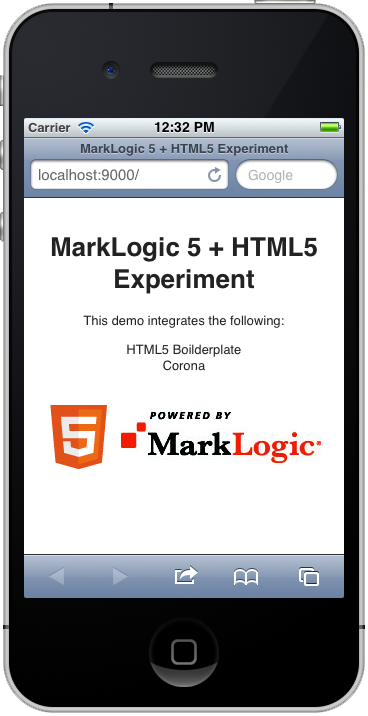 Carrier 12:32 PM
MarkLogic 5 + HTML5 Experiment
localhost:9000/ Google
MarkLogic 5 + HTML5
Experiment
This demo integrates the following:
HTML5 Boilderplate
Corona
5
POWERED BY
MarkLogic